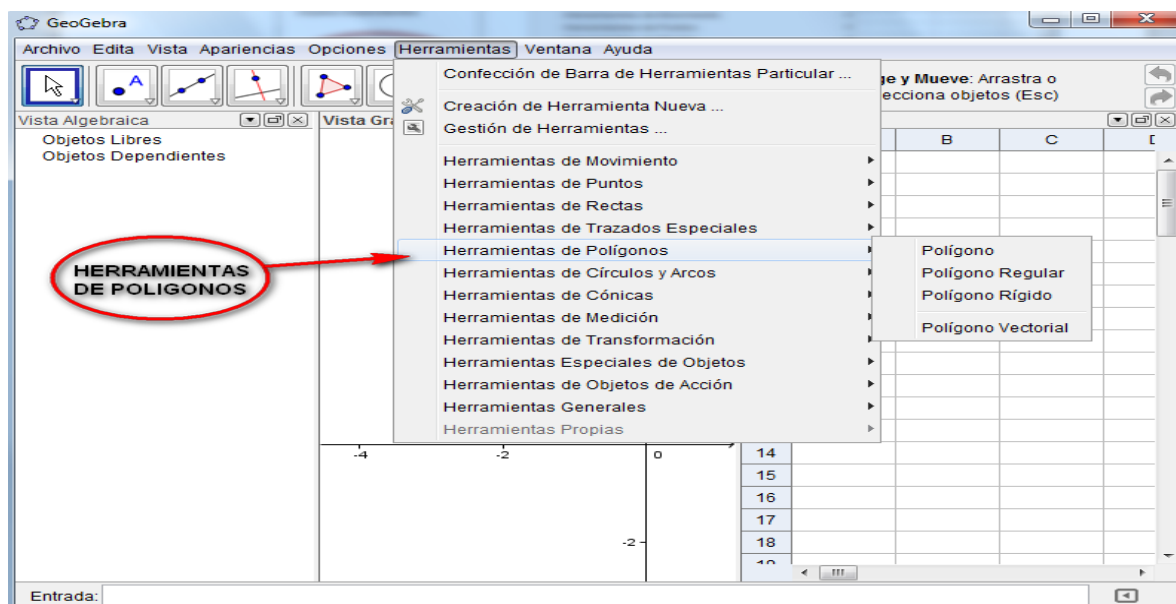 GeoGebra
Archivo Edita Vista Apariencias Opciones Herramientas Ventana Ayuda
A
Confección de Barra de Herramientas Particular ...
Creación de Herramienta Nueva ...
Gestión de Herramientas ...
Herramientas de Movimiento
Herramientas de Puntos
Herramientas de Rectas
Herramientas de Trazados Especiales
Herramientas de Polígonos
Herramientas de Círculos y Arcos
Herramientas de Cónicas
Herramientas de Medición
Herramientas de Transformación
Herramientas Especiales de Objetos
Herramientas de Objetos de Acción
Herramientas Generales
Herramientas Propias
Polígono
Polígono Regular
Polígono Rígido
Polígono Vectorial
y Mueve: Arrastra o
objetos (Esc)
Vista Algebraica
Objetos Libres
Objetos Dependientes
HERRAMIENTAS
DE POLIGONOS
Vista
B C
-4 -2 0
-2
14
15
16
17
18
Entrada: